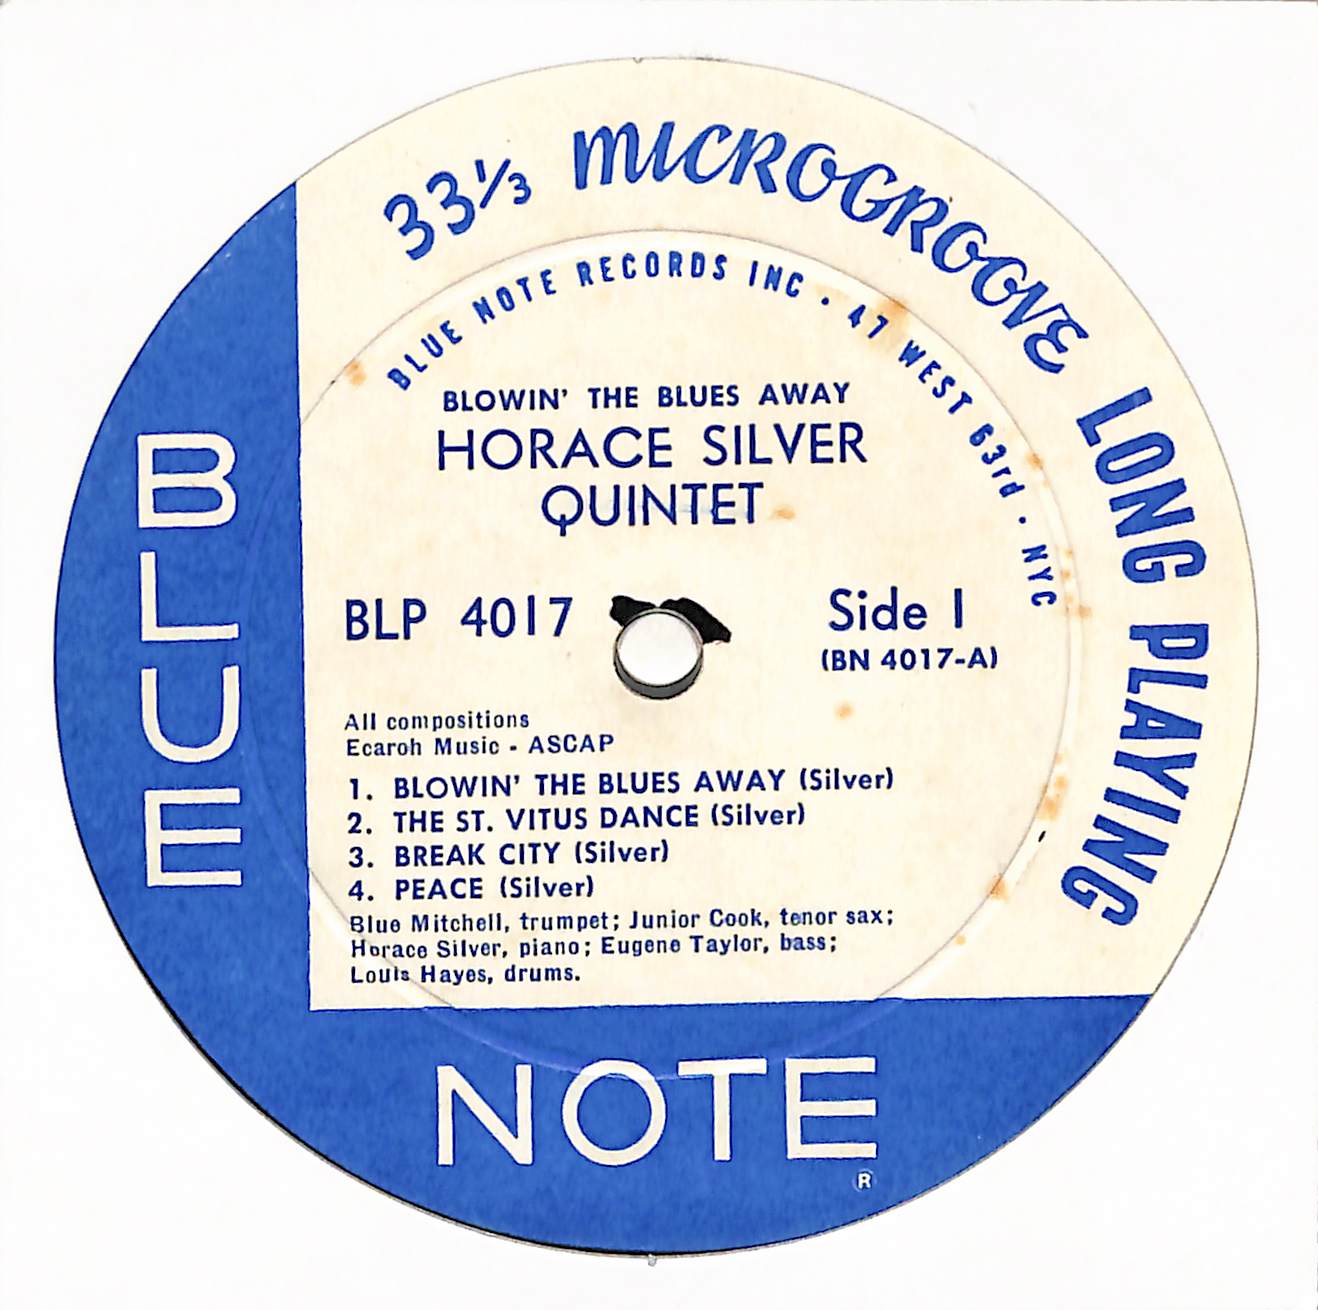 33⅓ MICROGROOVE LONG PLAYING
BLUE NOTE RECORDS INC · 47 WEST 63rd · NYC
BLOWIN' THE BLUES AWAY
HORACE SILVER
QUINTET
BLP 4017
Side 1
(BN 4017-A)
All compositions
Ecaroh Music - ASCAP
1. BLOWIN' THE BLUES AWAY (Silver)
2. THE ST. VITUS DANCE (Silver)
3. BREAK CITY (Silver)
4. PEACE (Silver)
Blue Mitchell, trumpet; Junior Cook, tenor sax;
Horace Silver, piano; Eugene Taylor, bass;
Louis Hayes, drums.
BLUE
NOTE
®